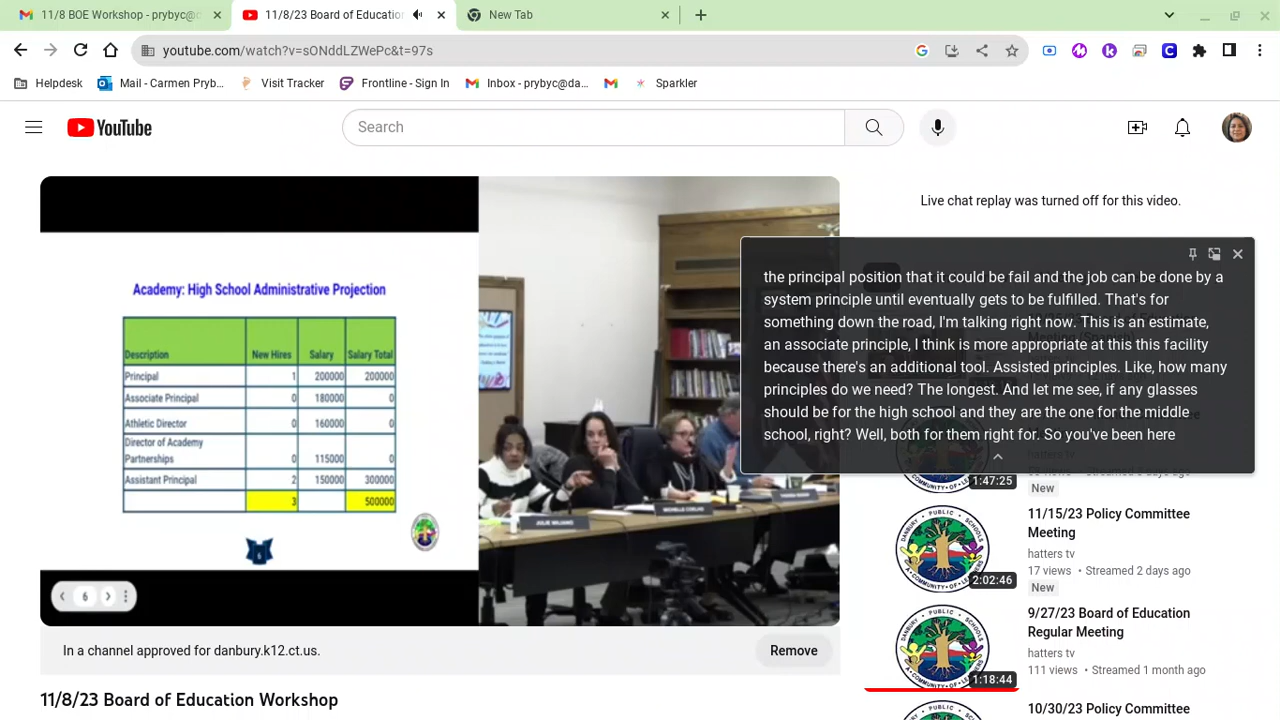 11/8 BOE Workshop - prybyc@
11/8/23 Board of Education
New Tab
youtube.com/watch?v=sONddLZWePc&t=97s
Helpdesk
Mail - Carmen Pryb...
Visit Tracker
Frontline - Sign In
Inbox - prybyc@da...
Sparkler
YouTube
Search
Live chat replay was turned off for this video.
Academy: High School Administrative Projection
Description New Hires Salary Salary Total
Principal 1 200000 200000
Associate Principal 0 180000 0
Athletic Director 0 160000 0
Director of Academy
Partnerships 0 115000 0
Assistant Principal 2 150000 300000
3 500000
6
the principal position that it could be fail and the job can be done by a
system principle until eventually gets to be fulfilled. That's for
something down the road, I'm talking right now. This is an estimate,
an associate principle, I think is more appropriate at this this facility
because there's an additional tool. Assisted principles. Like, how many
principles do we need? The longest. And let me see, if any glasses
should be for the high school and they are the one for the middle
school, right? Well, both for them right for. So you've been here
1:47:25
New
11/15/23 Policy Committee
Meeting
hatters tv
17 views • Streamed 2 days ago
New
2:02:46
9/27/23 Board of Education
Regular Meeting
hatters tv
111 views • Streamed 1 month ago
1:18:44
10/30/23 Policy Committee
In a channel approved for danbury.k12.ct.us.
Remove
11/8/23 Board of Education Workshop